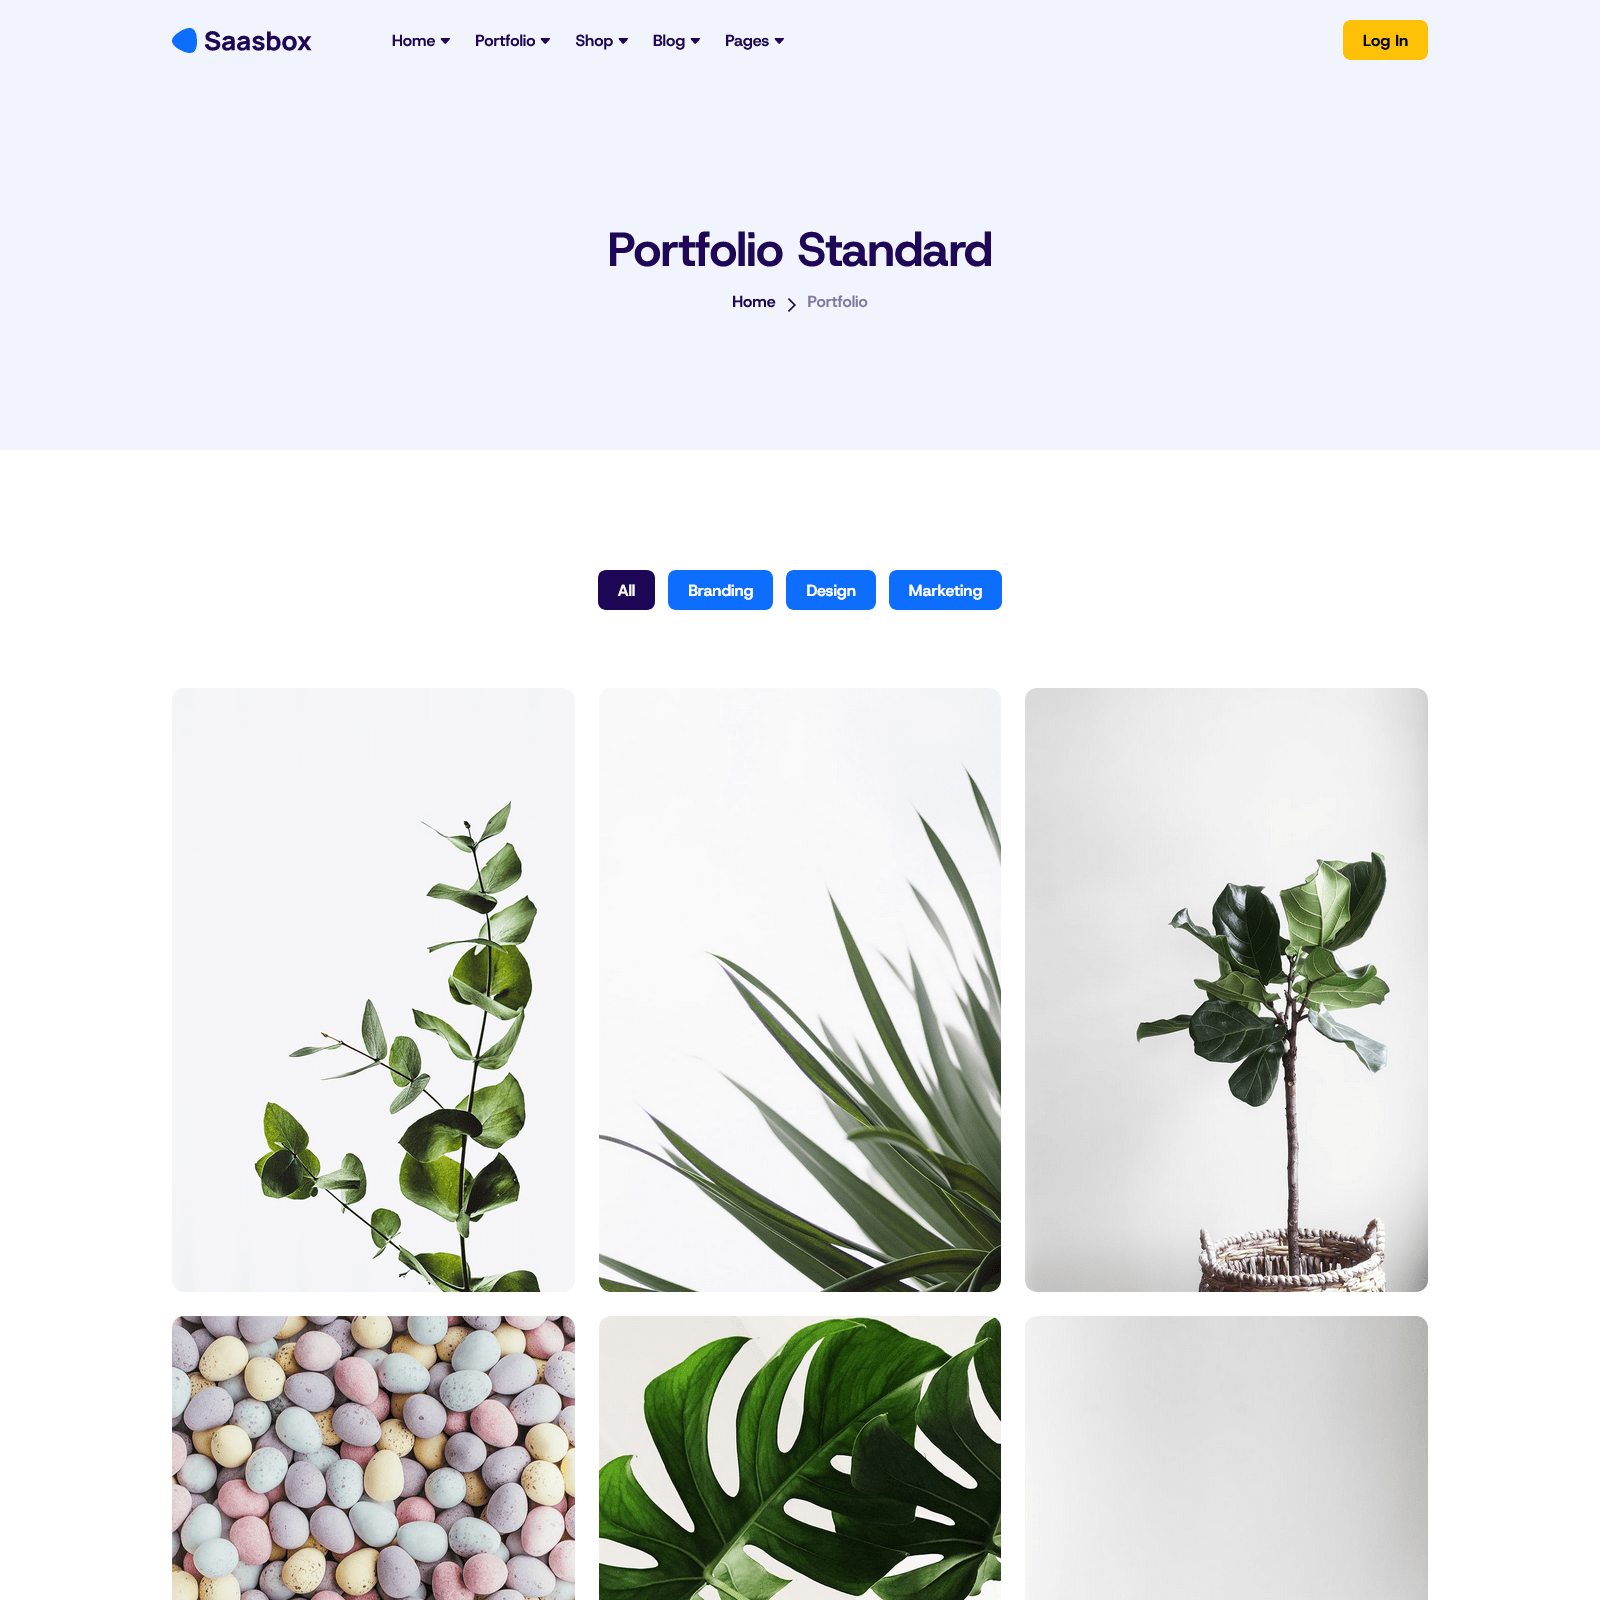 Saasbox Home Portfolio Shop Blog Pages Log In
Portfolio Standard
Home Portfolio
All Branding Design Marketing